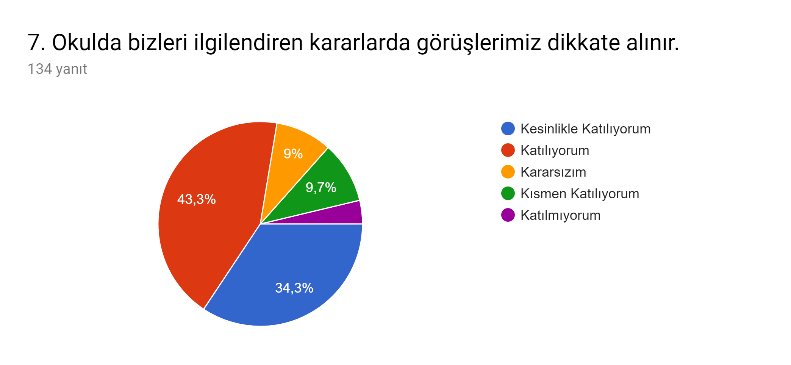 7. Okulda bizleri ilgilendiren kararlarda görüşlerimiz dikkate alınır.
134 yanıt
Kesinlikle Katılıyorum
Katılıyorum
Kararsızım
Kısmen Katılıyorum
Katılmıyorum
9%
9,7%
43,3%
34,3%